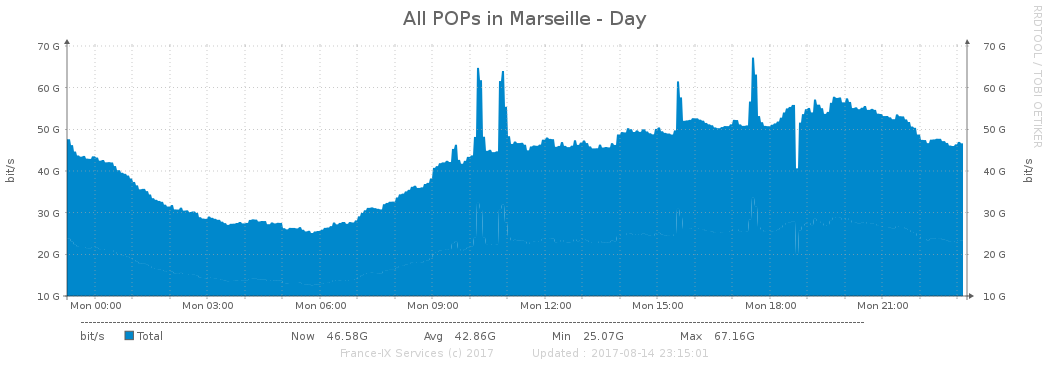 All POPs in Marseille - Day
RRDTOOL / TOBI OETIKER
bit/s
70 G 70 G
60 G 60 G
50 G 50 G
40 G 40 G
30 G 30 G
20 G 20 G
10 G 10 G
bit/s
Mon 00:00 Mon 03:00 Mon 06:00 Mon 09:00 Mon 12:00 Mon 15:00 Mon 18:00 Mon 21:00
bit/s Total Now 46.58G Avg 42.86G Min 25.07G Max 67.16G
France-IX Services (c) 2017 Updated : 2017-08-14 23:15:01